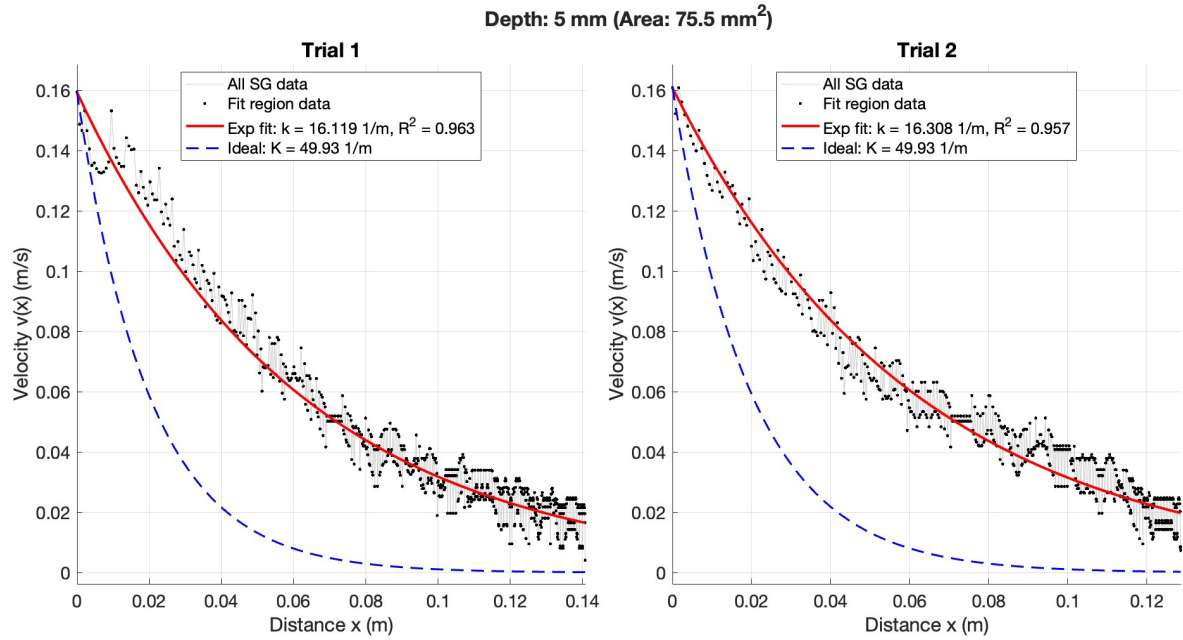 Depth: 5 mm (Area: 75.5 mm²)
Trial 1
All SG data
Fit region data
Exp fit: k = 16.119 1/m, R² = 0.963
Ideal: K = 49.93 1/m
Velocity v(x) (m/s)
0.16
0.14
0.12
0.1
0.08
0.06
0.04
0.02
0
0 0.02 0.04 0.06 0.08 0.1 0.12 0.14
Distance x (m)
Trial 2
All SG data
Fit region data
Exp fit: k = 16.308 1/m, R² = 0.957
Ideal: K = 49.93 1/m
Velocity v(x) (m/s)
0.16
0.14
0.12
0.1
0.08
0.06
0.04
0.02
0
0 0.02 0.04 0.06 0.08 0.1 0.12
Distance x (m)